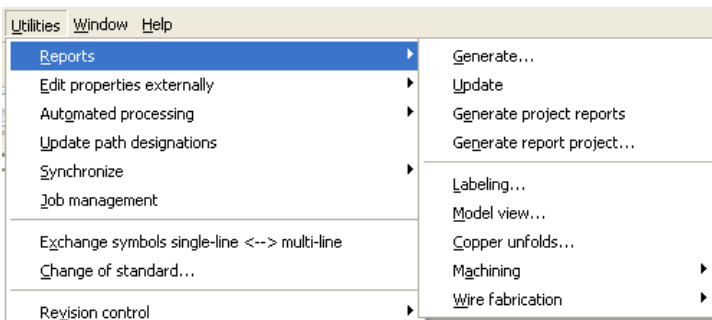 Utilities Window Help
Reports
Edit properties externally
Automated processing
Update path designations
Synchronize
Job management
Exchange symbols single-line <--> multi-line
Change of standard...
Revision control
Generate...
Update
Generate project reports
Generate report project...
Labeling...
Model view...
Copper unfolds...
Machining
Wire fabrication